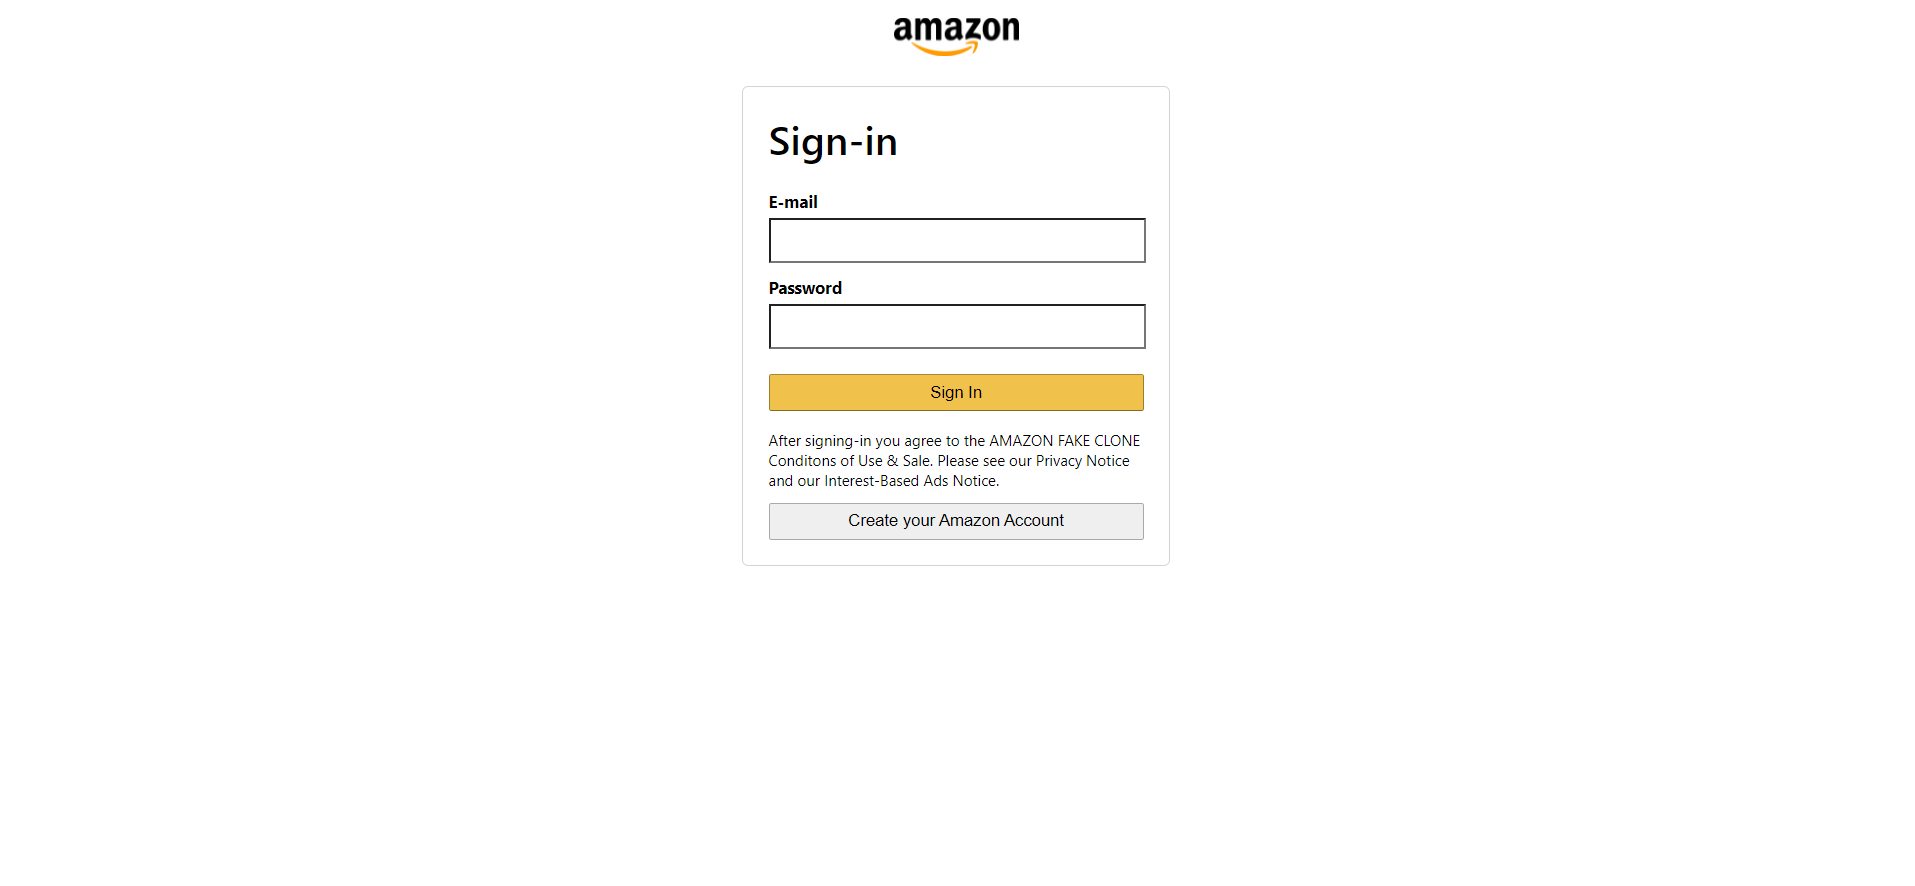 amazon
Sign-in
E-mail
Password
Sign In
After signing-in you agree to the AMAZON FAKE CLONE
Conditons of Use & Sale. Please see our Privacy Notice
and our Interest-Based Ads Notice.
Create your Amazon Account